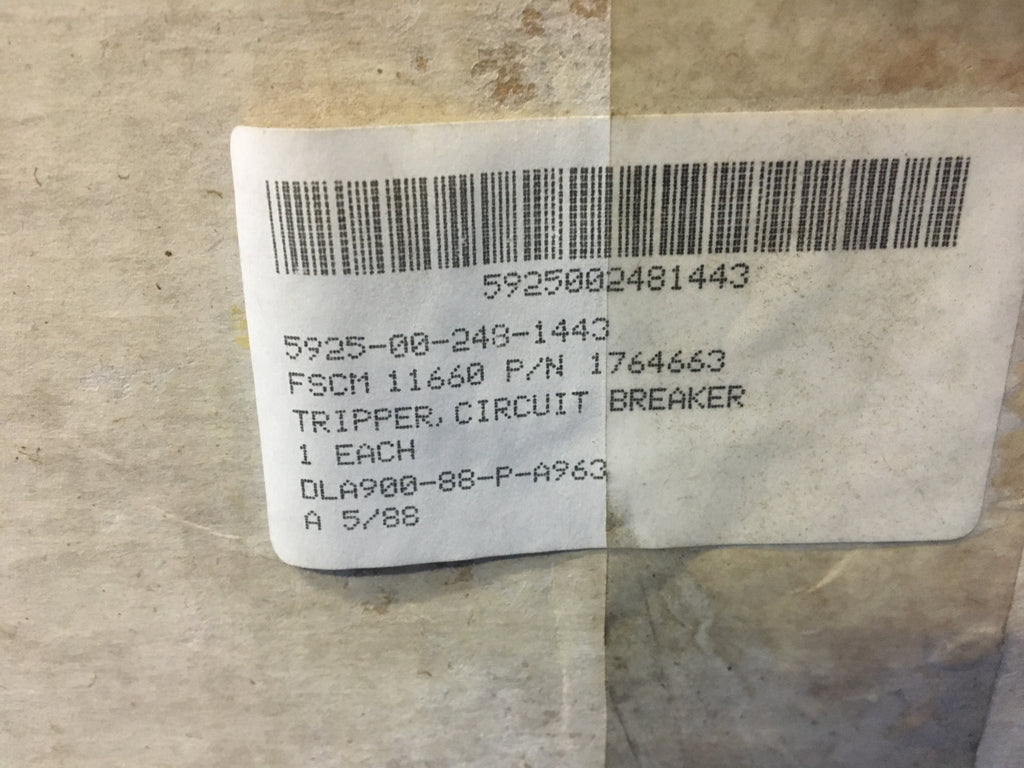 5925002481443
5925-00-248-1443
FSCM 11660 P/N 1764663
TRIPPER,CIRCUIT BREAKER
1 EACH
DLA900-88-P-A963
A 5/88